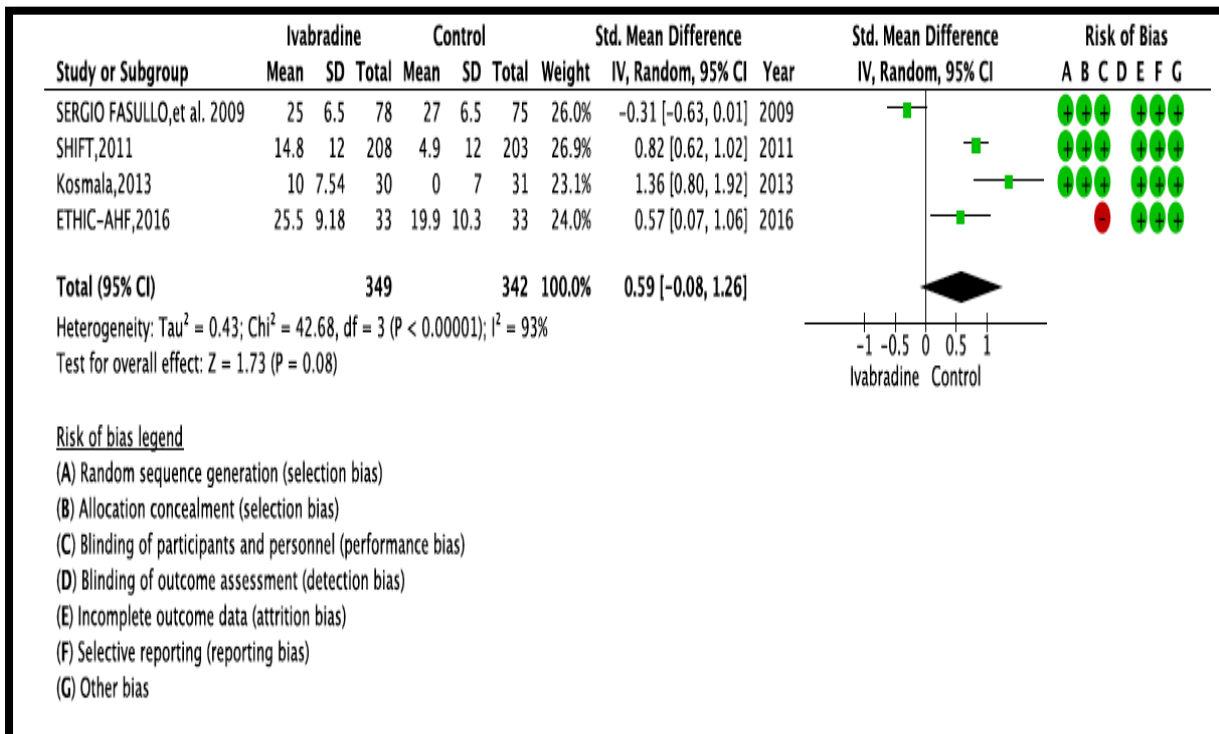 Ivabradine Control Std. Mean Difference Std. Mean Difference Risk of Bias
Study or Subgroup Mean SD Total Mean SD Total Weight IV, Random, 95% CI Year IV, Random, 95% CI A B C D E F G
SERGIO FASULLO,et al. 2009 25 6.5 78 27 6.5 75 26.0% −0.31 [−0.63, 0.01] 2009 + + + + + +
SHIFT,2011 14.8 12 208 4.9 12 203 26.9% 0.82 [0.62, 1.02] 2011 + + + + + +
Kosmala,2013 10 7.54 30 0 7 31 23.1% 1.36 [0.80, 1.92] 2013 + + + + + +
ETHIC−AHF,2016 25.5 9.18 33 19.9 10.3 33 24.0% 0.57 [0.07, 1.06] 2016 - + + +
Total (95% CI) 349 342 100.0% 0.59 [−0.08, 1.26]
Heterogeneity: Tau² = 0.43; Chi² = 42.68, df = 3 (P < 0.00001); I² = 93%
Test for overall effect: Z = 1.73 (P = 0.08)
−1 −0.5 0 0.5 1
Ivabradine Control
Risk of bias legend
(A) Random sequence generation (selection bias)
(B) Allocation concealment (selection bias)
(C) Blinding of participants and personnel (performance bias)
(D) Blinding of outcome assessment (detection bias)
(E) Incomplete outcome data (attrition bias)
(F) Selective reporting (reporting bias)
(G) Other bias